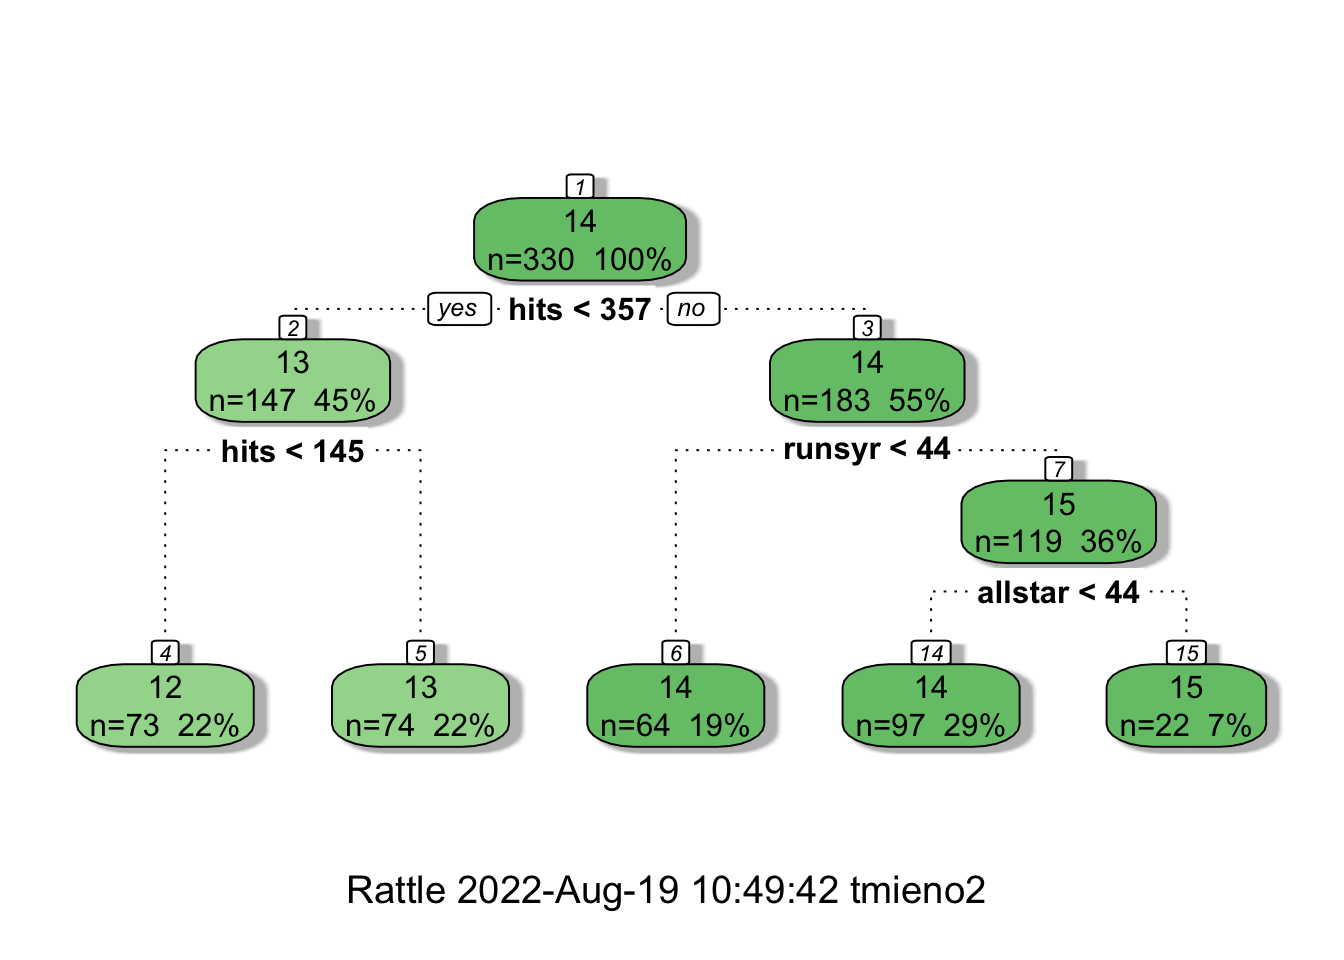 1
14
n=330 100%
yes hits < 357 no
2
13
n=147 45%
3
14
n=183 55%
hits < 145
runsyr < 44
7
15
n=119 36%
allstar < 44
4
12
n=73 22%
5
13
n=74 22%
6
14
n=64 19%
14
14
n=97 29%
15
15
n=22 7%
Rattle 2022-Aug-19 10:49:42 tmieno2